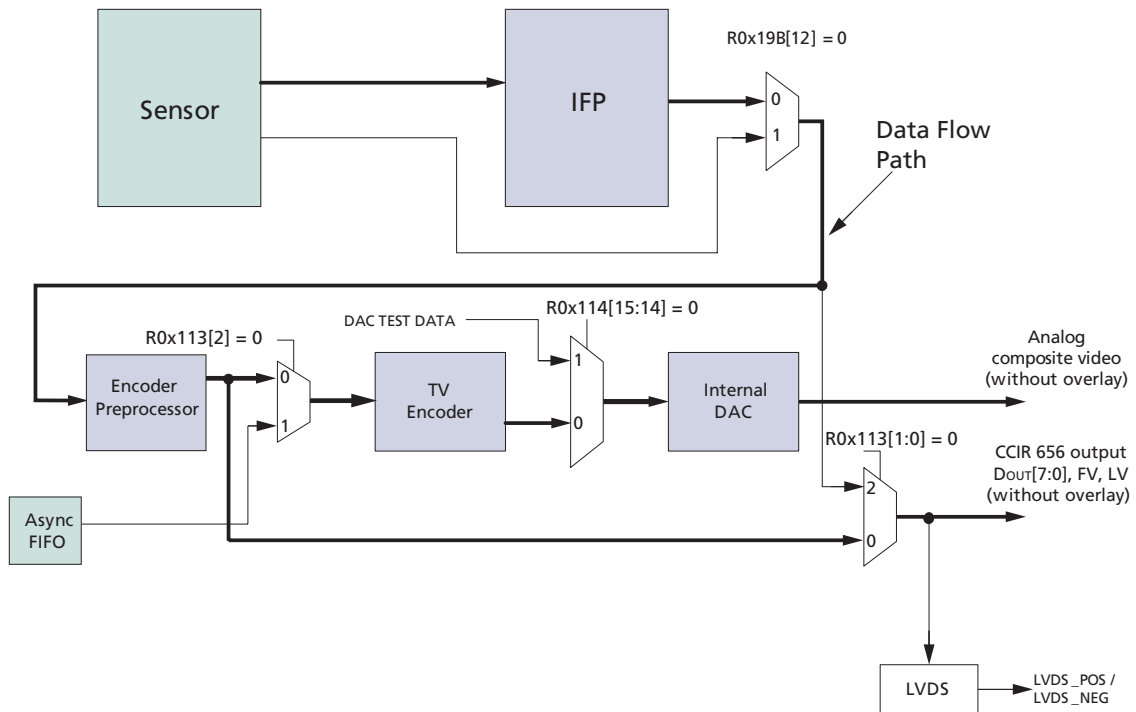 R0x19B[12] = 0
Sensor
IFP
0
1
Data Flow
Path
R0x114[15:14] = 0
DAC TEST DATA
R0x113[2] = 0
Encoder
Preprocessor
0
1
TV
Encoder
1
0
Internal
DAC
Analog
composite video
(without overlay)
R0x113[1:0] = 0
2
0
CCIR 656 output
DOUT[7:0], FV, LV
(without overlay)
Async
FIFO
LVDS
LVDS_POS /
LVDS_NEG